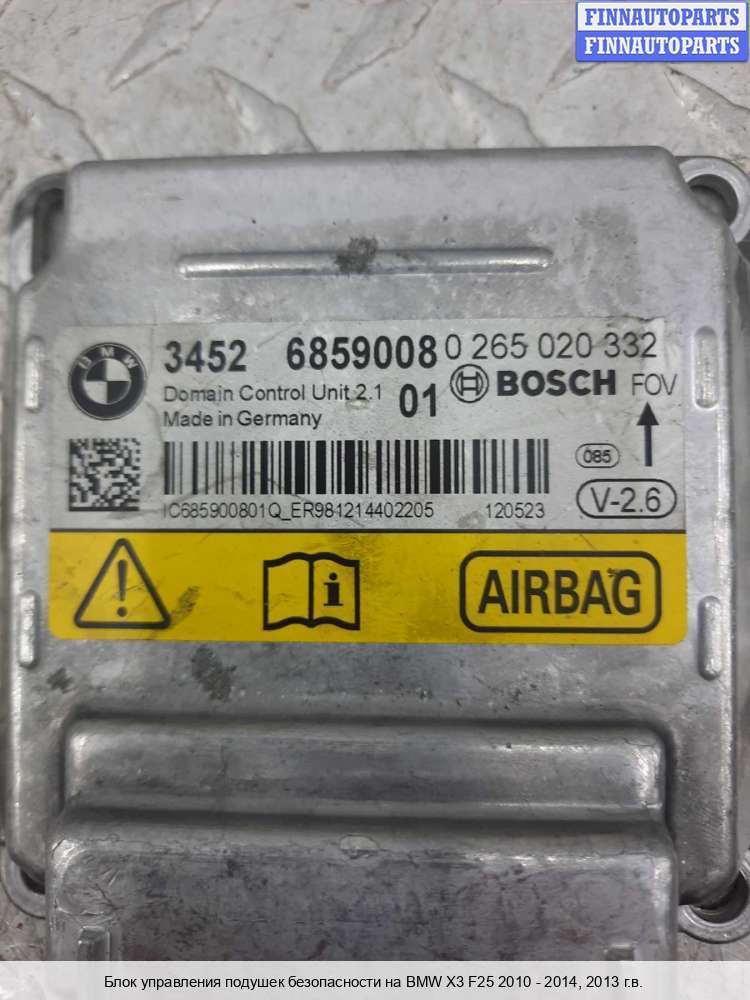 FINNAUTOPARTS
FINNAUTOPARTS
BMW
3452 6859008 0 265 020 332
Domain Control Unit 2.1 01 BOSCH FOV
Made in Germany
085
IC685900801Q_ER981214402205 120523 V-2.6
AIRBAG
Блок управления подушек безопасности на BMW X3 F25 2010 - 2014, 2013 г.в.